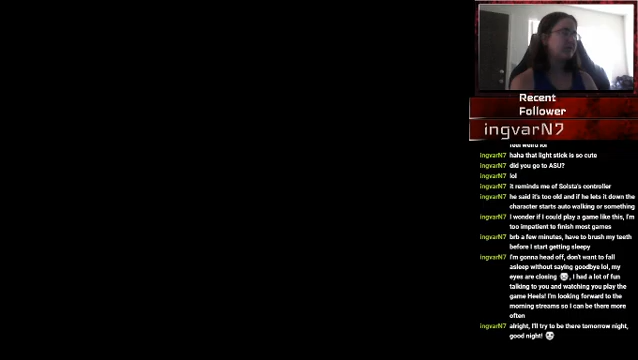 Recent
Follower
ingvarN7
feel weird lol
ingvarN7 haha that light stick is so cute
ingvarN7 did you go to ASU?
ingvarN7 lol
ingvarN7 it reminds me of Solsta's controller
ingvarN7 he said it's too old and if he lets it down the
character starts auto walking or something
ingvarN7 I wonder if I could play a game like this, I'm
too impatient to finish most games
ingvarN7 brb a few minutes, have to brush my teeth
before I start getting sleepy
ingvarN7 I'm gonna head off, don't want to fall
asleep without saying goodbye lol, my
eyes are closing , I had a lot of fun
talking to you and watching you play the
game Heels! I'm looking forward to the
morning streams so I can be there more
often
ingvarN7 alright, I'll try to be there tomorrow night,
good night!